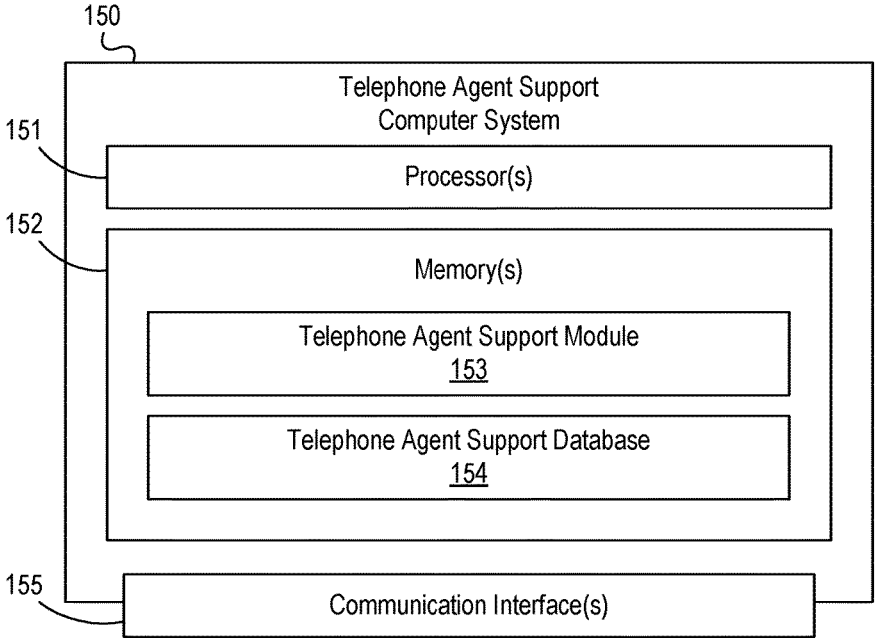 150
Telephone Agent Support
Computer System
151
Processor(s)
152
Memory(s)
Telephone Agent Support Module
153
Telephone Agent Support Database
154
155
Communication Interface(s)